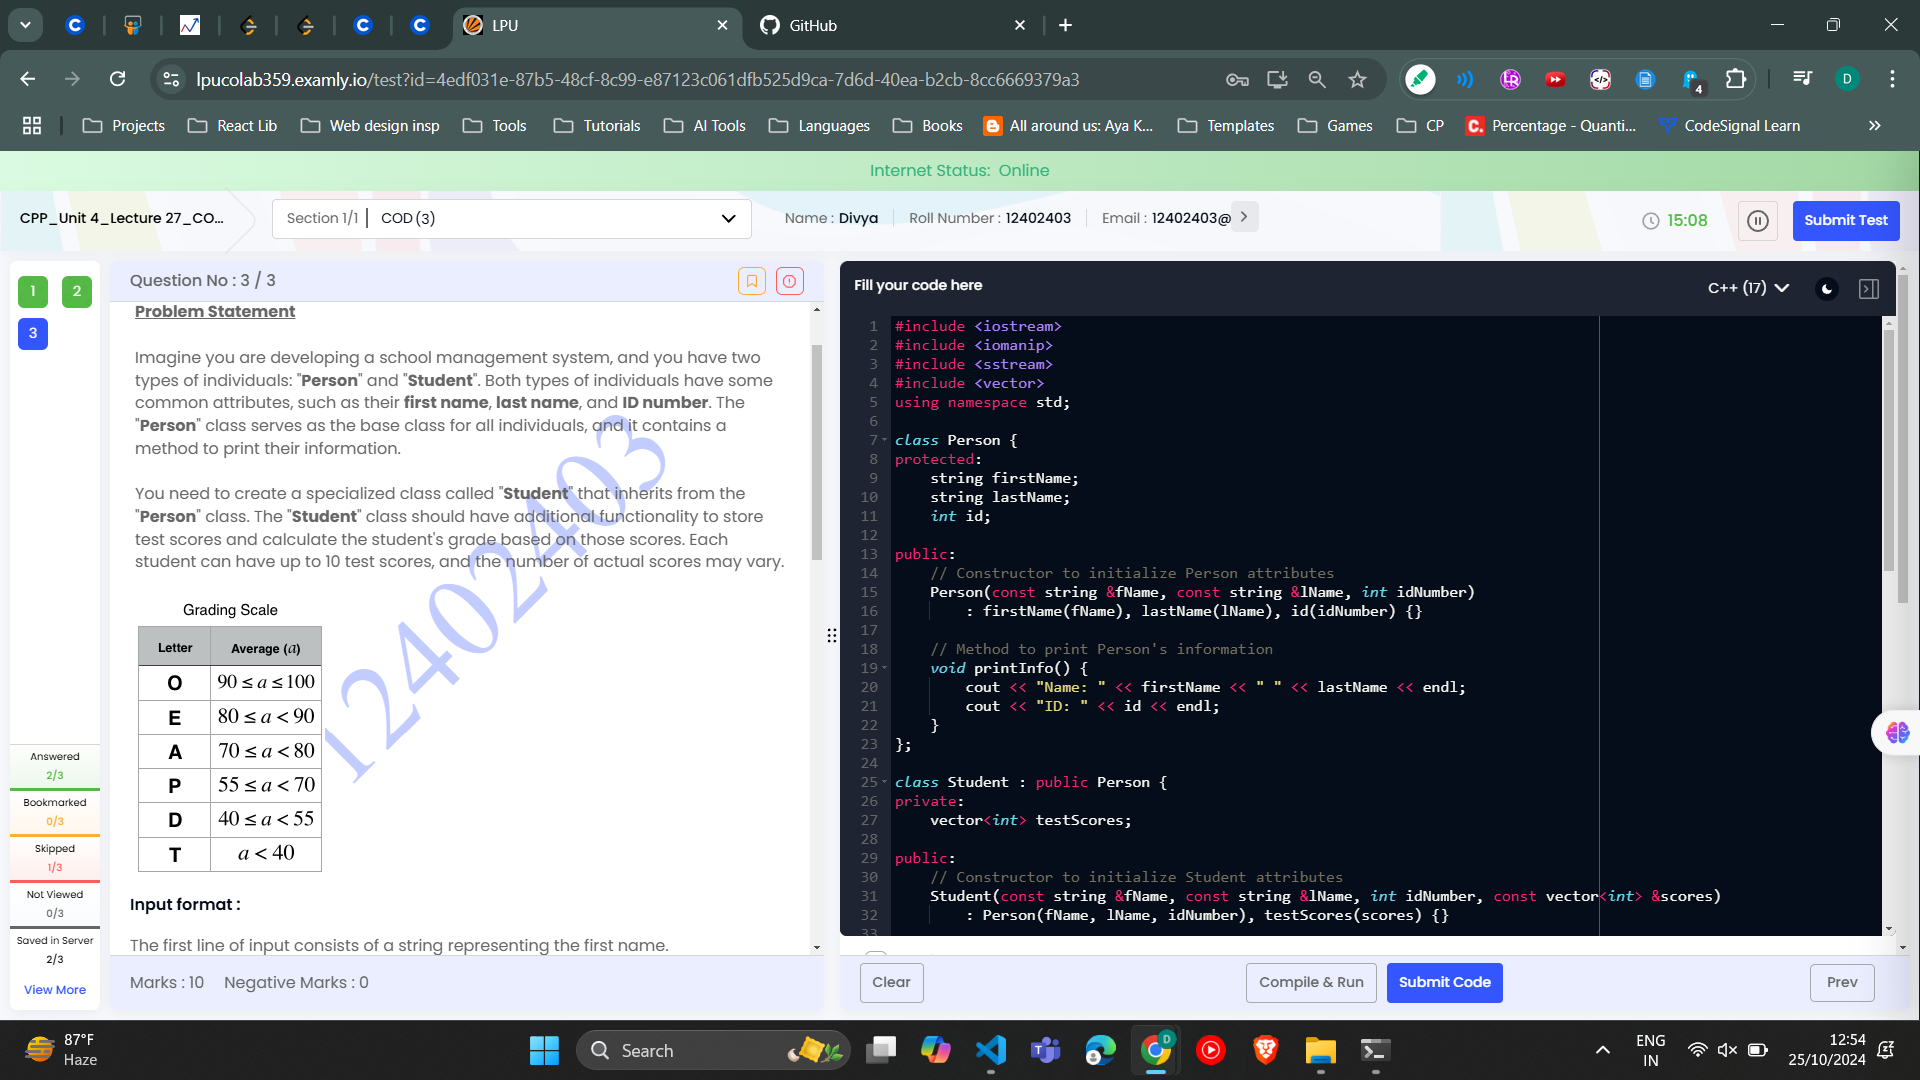 LPU
GitHub
lpucolab359.examly.io/test?id=4edf031e-87b5-48cf-8c99-e87123c061dfb525d9ca-7d6d-40ea-b2cb-8cc6669379a3
4
D
Projects
React Lib
Web design insp
Tools
Tutorials
AI Tools
Languages
Books
All around us: Aya K...
Templates
Games
CP
Percentage - Quanti...
CodeSignal Learn
Internet Status: Online
CPP_Unit 4_Lecture 27_CO...
Section 1/1 | COD (3)
Name : Divya
Roll Number : 12402403
Email : 12402403@
15:08
Submit Test
1
2
3
Question No : 3 / 3
Problem Statement
Imagine you are developing a school management system, and you have two
types of individuals: "Person" and "Student". Both types of individuals have some
common attributes, such as their first name, last name, and ID number. The
"Person" class serves as the base class for all individuals, and it contains a
method to print their information.
You need to create a specialized class called "Student" that inherits from the
"Person" class. The "Student" class should have additional functionality to store
test scores and calculate the student's grade based on those scores. Each
student can have up to 10 test scores, and the number of actual scores may vary.
12402403
Grading Scale
Letter Average (a)
O 90 ≤ a ≤ 100
E 80 ≤ a < 90
A 70 ≤ a < 80
P 55 ≤ a < 70
D 40 ≤ a < 55
T a < 40
Input format :
The first line of input consists of a string representing the first name.
Marks : 10
Negative Marks : 0
Answered
2/3
Bookmarked
0/3
Skipped
1/3
Not Viewed
0/3
Saved in Server
2/3
View More
Fill your code here
C++ (17)
1 #include <iostream>
2 #include <iomanip>
3 #include <sstream>
4 #include <vector>
5 using namespace std;
6
7 class Person {
8 protected:
9 string firstName;
10 string lastName;
11 int id;
12
13 public:
14 // Constructor to initialize Person attributes
15 Person(const string &fName, const string &lName, int idNumber)
16 : firstName(fName), lastName(lName), id(idNumber) {}
17
18 // Method to print Person's information
19 void printInfo() {
20 cout << "Name: " << firstName << " " << lastName << endl;
21 cout << "ID: " << id << endl;
22 }
23 };
24
25 class Student : public Person {
26 private:
27 vector<int> testScores;
28
29 public:
30 // Constructor to initialize Student attributes
31 Student(const string &fName, const string &lName, int idNumber, const vector<int> &scores)
32 : Person(fName, lName, idNumber), testScores(scores) {}
33
Clear
Compile & Run
Submit Code
Prev
87°F
Haze
Search
ENG
IN
12:54
25/10/2024